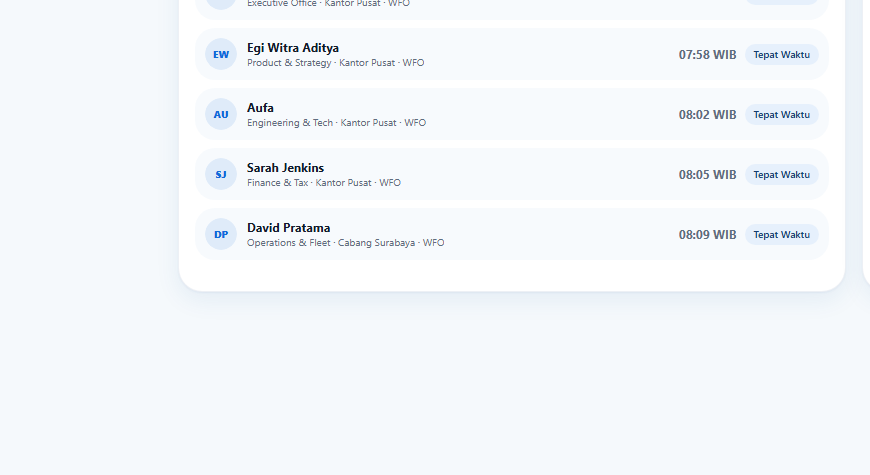 Executive Office · Kantor Pusat · WFO
EW
Egi Witra Aditya
Product & Strategy · Kantor Pusat · WFO
07:58 WIB
Tepat Waktu
AU
Aufa
Engineering & Tech · Kantor Pusat · WFO
08:02 WIB
Tepat Waktu
SJ
Sarah Jenkins
Finance & Tax · Kantor Pusat · WFO
08:05 WIB
Tepat Waktu
DP
David Pratama
Operations & Fleet · Cabang Surabaya · WFO
08:09 WIB
Tepat Waktu